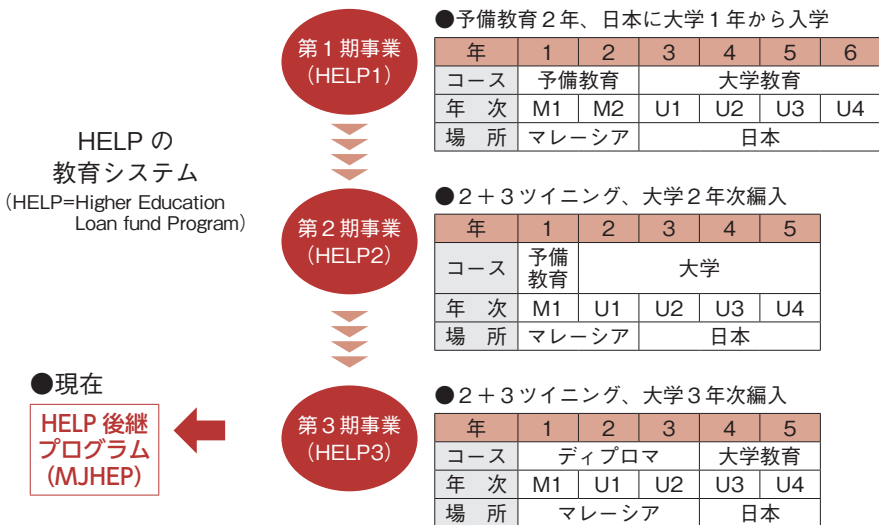 HELP の
教育システム
(HELP=Higher Education
Loan fund Program)
第1期事業
(HELP1)
●予備教育2年、日本に大学1年から入学
年 1 2 3 4 5 6
コース 予備教育 大学教育
年 次 M1 M2 U1 U2 U3 U4
場 所 マレーシア 日本
第2期事業
(HELP2)
●2+3ツイニング、大学2年次編入
年 1 2 3 4 5
コース 予備
教育 大学
年 次 M1 U1 U2 U3 U4
場 所 マレーシア 日本
第3期事業
(HELP3)
●2+3ツイニング、大学3年次編入
年 1 2 3 4 5
コース ディプロマ 大学教育
年 次 M1 U1 U2 U3 U4
場 所 マレーシア 日本
●現在
HELP 後継
プログラム
(MJHEP)